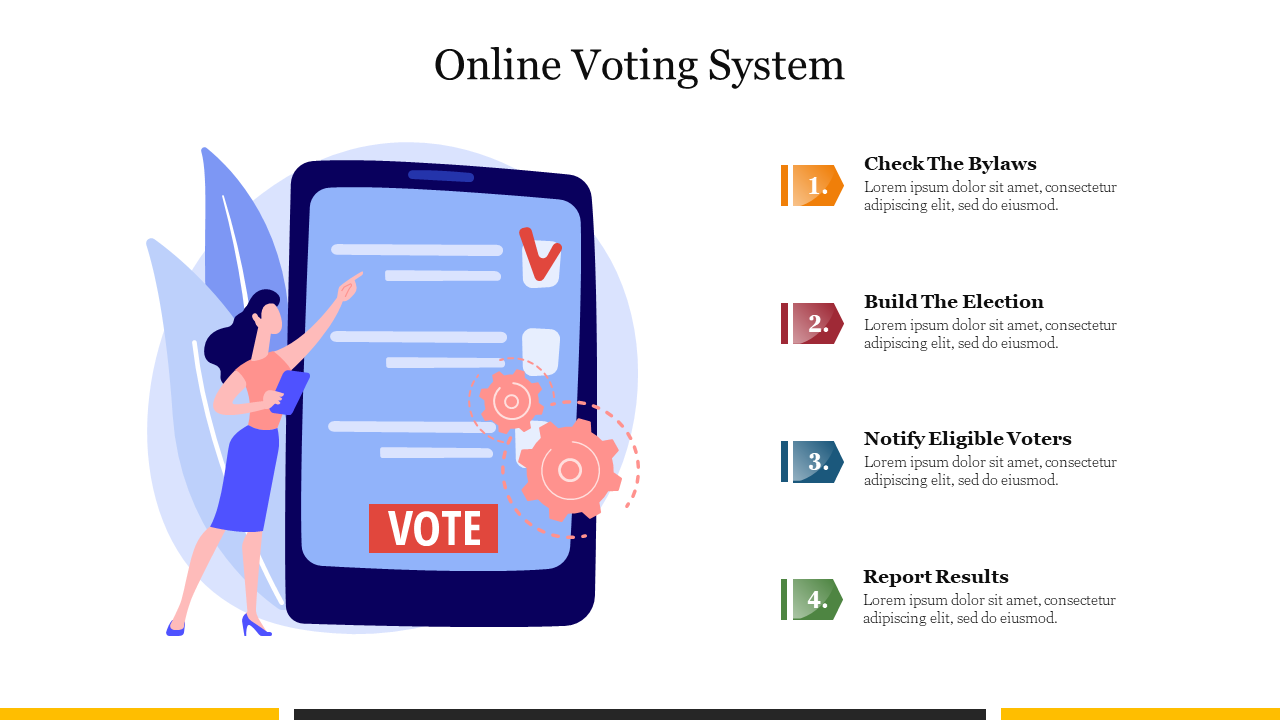 Online Voting System
VOTE
1.
Check The Bylaws
Lorem ipsum dolor sit amet, consectetur
adipiscing elit, sed do eiusmod.
2.
Build The Election
Lorem ipsum dolor sit amet, consectetur
adipiscing elit, sed do eiusmod.
3.
Notify Eligible Voters
Lorem ipsum dolor sit amet, consectetur
adipiscing elit, sed do eiusmod.
4.
Report Results
Lorem ipsum dolor sit amet, consectetur
adipiscing elit, sed do eiusmod.